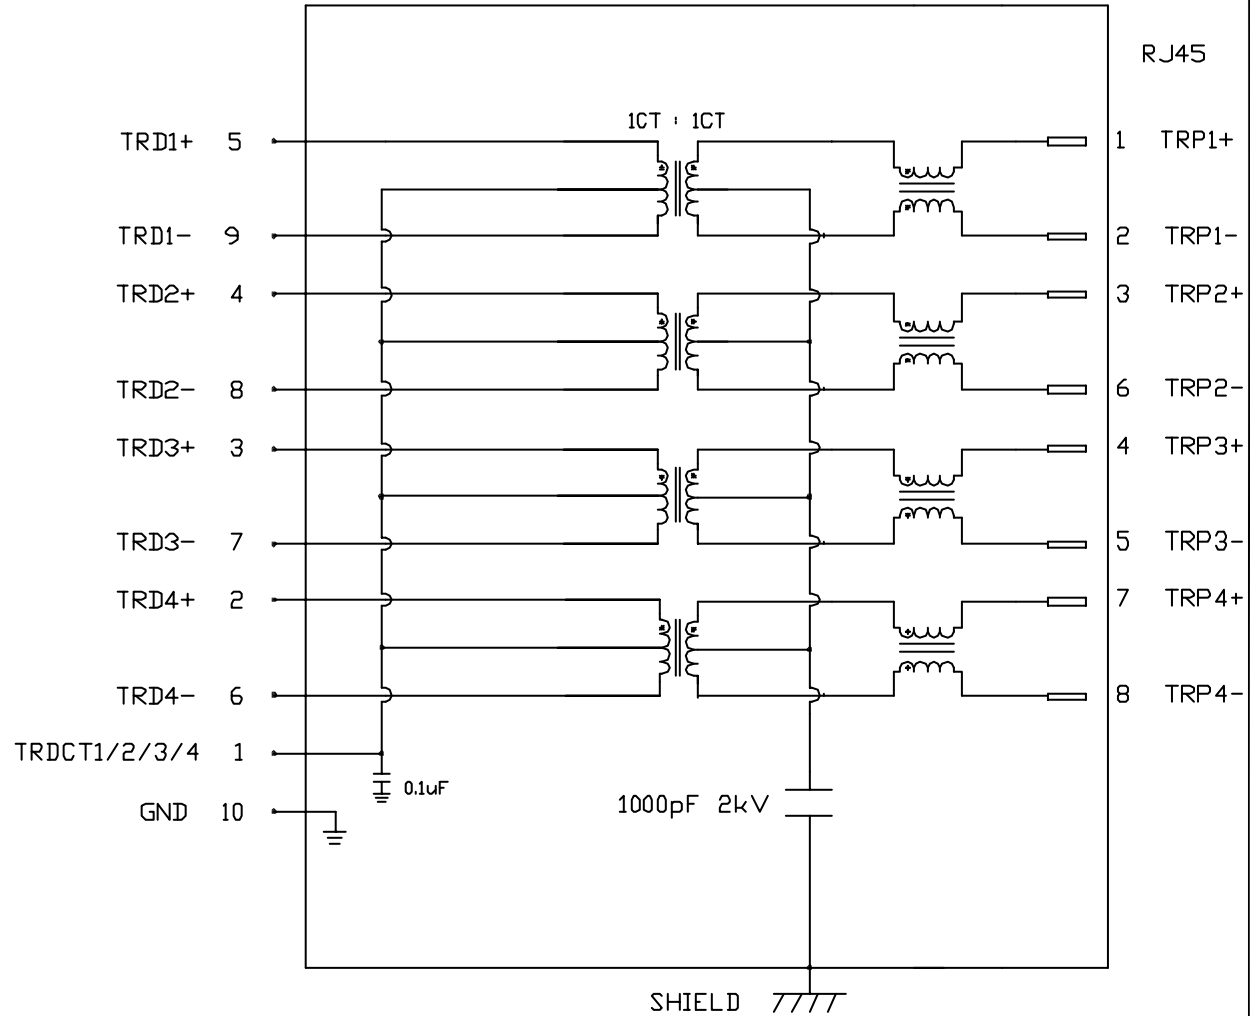 RJ45
1CT : 1CT
TRD1+ 5
1 TRP1+
TRD1- 9
2 TRP1-
TRD2+ 4
3 TRP2+
TRD2- 8
6 TRP2-
TRD3+ 3
4 TRP3+
TRD3- 7
5 TRP3-
TRD4+ 2
7 TRP4+
TRD4- 6
8 TRP4-
TRDCT1/2/3/4 1
0.1uF
GND 10
1000pF 2kV
SHIELD